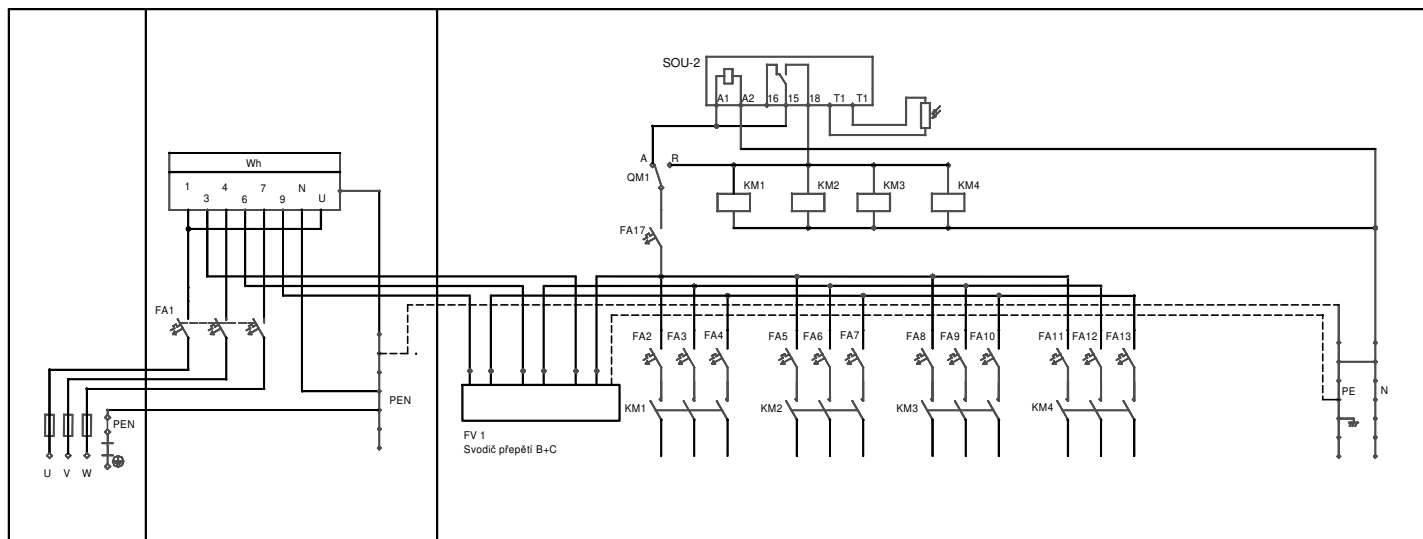 SOU-2
A1 A2 16 15 18 T1 T1
Wh
1 4 7 N
3 6 9 U
A R
QM1
KM1 KM2 KM3 KM4
FA17
FA1
FA2 FA3 FA4 FA5 FA6 FA7 FA8 FA9 FA10 FA11 FA12 FA13
PEN
PE N
KM1 KM2 KM3 KM4
PEN
FV 1
Svodič přepětí B+C
U V W